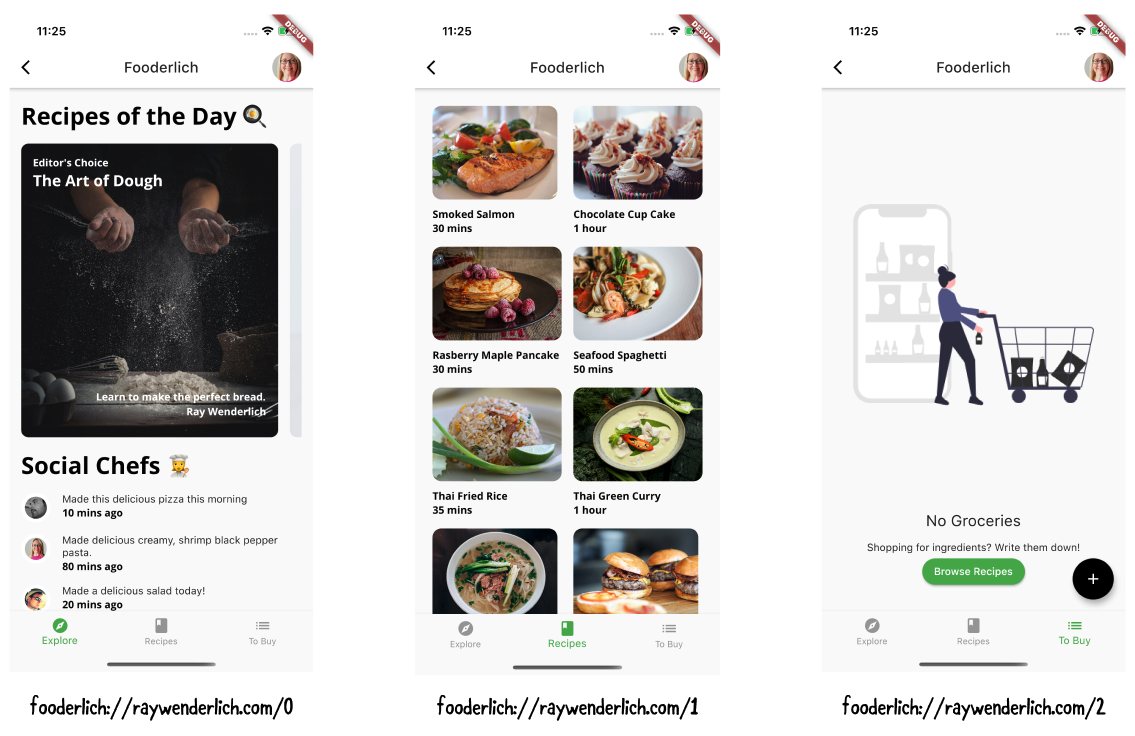 11:25
DEBUG
Fooderlich
Recipes of the Day
Editor's Choice
The Art of Dough
Learn to make the perfect bread.
Ray Wenderlich
Social Chefs
Made this delicious pizza this morning
10 mins ago
Made delicious creamy, shrimp black pepper
pasta.
80 mins ago
Made a delicious salad today!
20 mins ago
Explore Recipes To Buy
fooderlich://raywenderlich.com/0
11:25
DEBUG
Fooderlich
Smoked Salmon
30 mins
Chocolate Cup Cake
1 hour
Rasberry Maple Pancake
30 mins
Seafood Spaghetti
50 mins
Thai Fried Rice
35 mins
Thai Green Curry
1 hour
Explore Recipes To Buy
fooderlich://raywenderlich.com/1
11:25
DEBUG
Fooderlich
No Groceries
Shopping for ingredients? Write them down!
Browse Recipes
+
Explore Recipes To Buy
fooderlich://raywenderlich.com/2